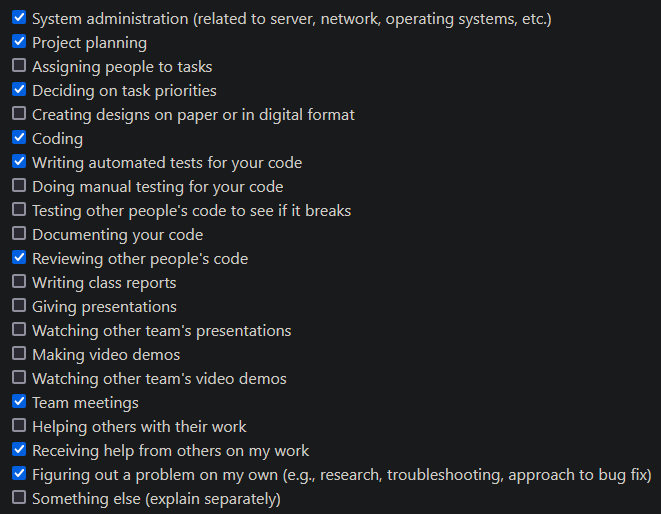 System administration (related to server, network, operating systems, etc.)
Project planning
Assigning people to tasks
Deciding on task priorities
Creating designs on paper or in digital format
Coding
Writing automated tests for your code
Doing manual testing for your code
Testing other people's code to see if it breaks
Documenting your code
Reviewing other people's code
Writing class reports
Giving presentations
Watching other team's presentations
Making video demos
Watching other team's video demos
Team meetings
Helping others with their work
Receiving help from others on my work
Figuring out a problem on my own (e.g., research, troubleshooting, approach to bug fix)
Something else (explain separately)